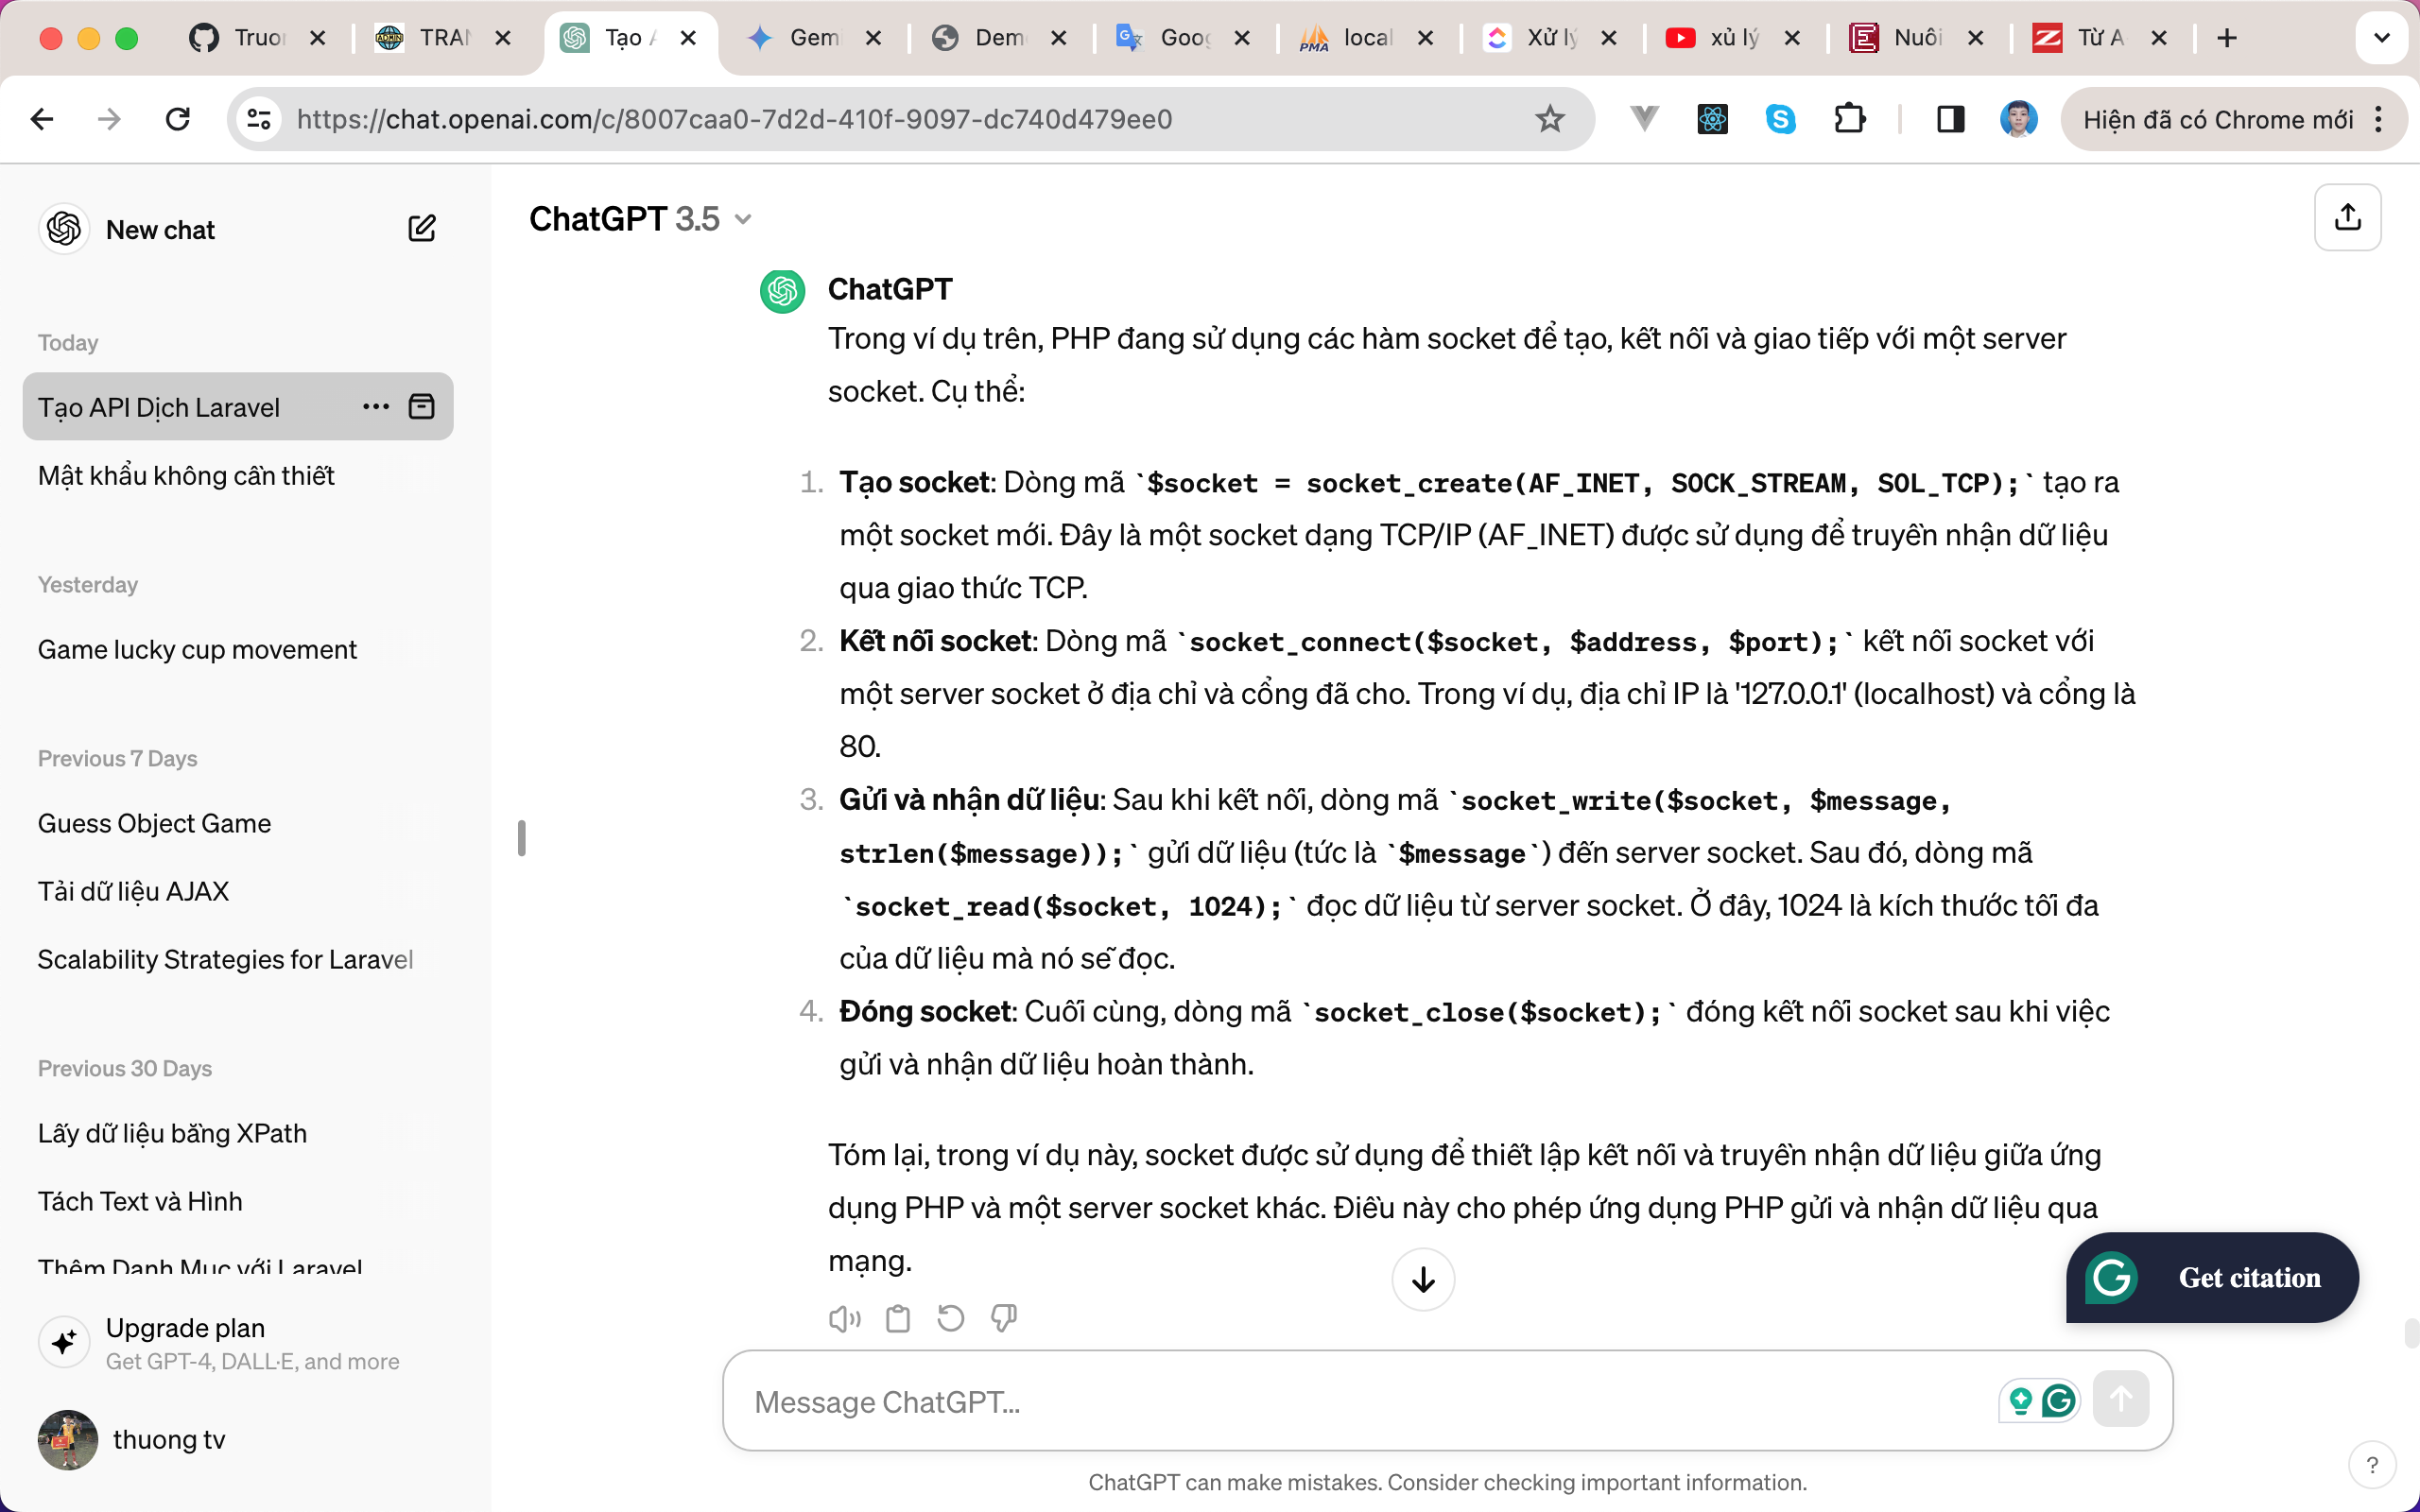 Truor
TRAN
Tạo A
Gemi
Dem
Goog
local
Xử lý
xủ lý
Nuôi
Từ A
https://chat.openai.com/c/8007caa0-7d2d-410f-9097-dc740d479ee0
Hiện đã có Chrome mới
New chat
Today
Tạo API Dịch Laravel
Mật khẩu không cần thiết
Yesterday
Game lucky cup movement
Previous 7 Days
Guess Object Game
Tải dữ liệu AJAX
Scalability Strategies for Laravel
Previous 30 Days
Lấy dữ liệu bằng XPath
Tách Text và Hình
Thêm Danh Mục với Laravel
Upgrade plan
Get GPT-4, DALL·E, and more
thuong tv
ChatGPT 3.5
ChatGPT
Trong ví dụ trên, PHP đang sử dụng các hàm socket để tạo, kết nối và giao tiếp với một server
socket. Cụ thể:
1. Tạo socket: Dòng mã `$socket = socket_create(AF_INET, SOCK_STREAM, SOL_TCP);` tạo ra
một socket mới. Đây là một socket dạng TCP/IP (AF_INET) được sử dụng để truyền nhận dữ liệu
qua giao thức TCP.
2. Kết nối socket: Dòng mã `socket_connect($socket, $address, $port);` kết nối socket với
một server socket ở địa chỉ và cổng đã cho. Trong ví dụ, địa chỉ IP là '127.0.0.1' (localhost) và cổng là
80.
3. Gửi và nhận dữ liệu: Sau khi kết nối, dòng mã `socket_write($socket, $message,
strlen($message));` gửi dữ liệu (tức là `$message`) đến server socket. Sau đó, dòng mã
`socket_read($socket, 1024);` đọc dữ liệu từ server socket. Ở đây, 1024 là kích thước tối đa
của dữ liệu mà nó sẽ đọc.
4. Đóng socket: Cuối cùng, dòng mã `socket_close($socket);` đóng kết nối socket sau khi việc
gửi và nhận dữ liệu hoàn thành.
Tóm lại, trong ví dụ này, socket được sử dụng để thiết lập kết nối và truyền nhận dữ liệu giữa ứng
dụng PHP và một server socket khác. Điều này cho phép ứng dụng PHP gửi và nhận dữ liệu qua
mạng.
Get citation
Message ChatGPT...
ChatGPT can make mistakes. Consider checking important information.
?